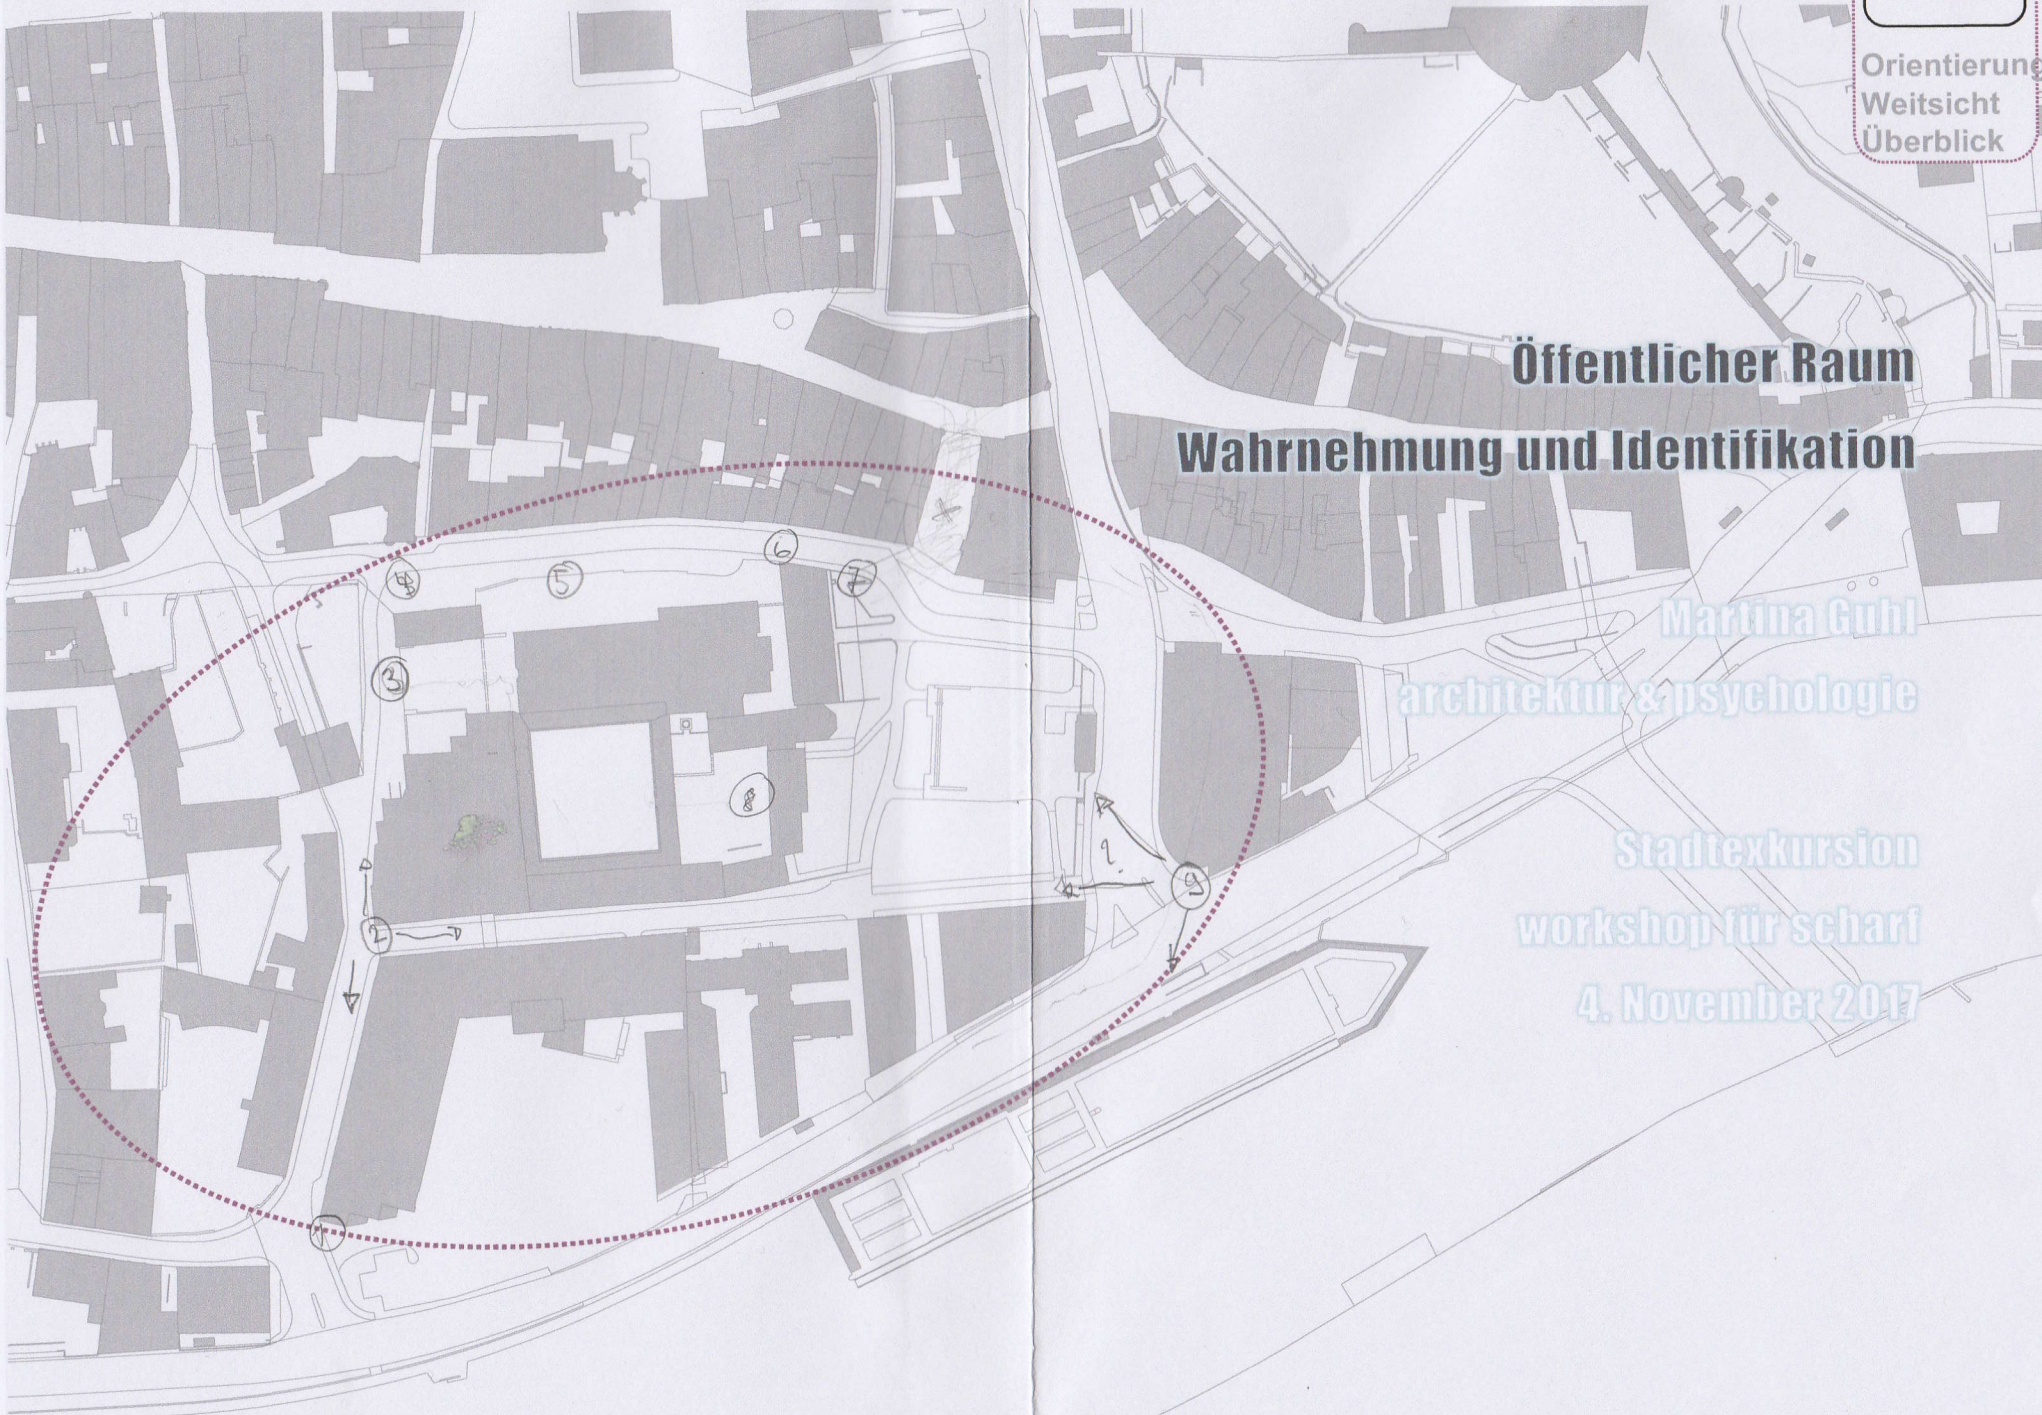 Orientierung
Weitsicht
Überblick
Öffentlicher Raum
Wahrnehmung und Identifikation
Martina Guhl
architektur & psychologie
Stadtexkursion
workshop für scharf
4. November 2017
6
4
5
7
3
8
?
9
2
1